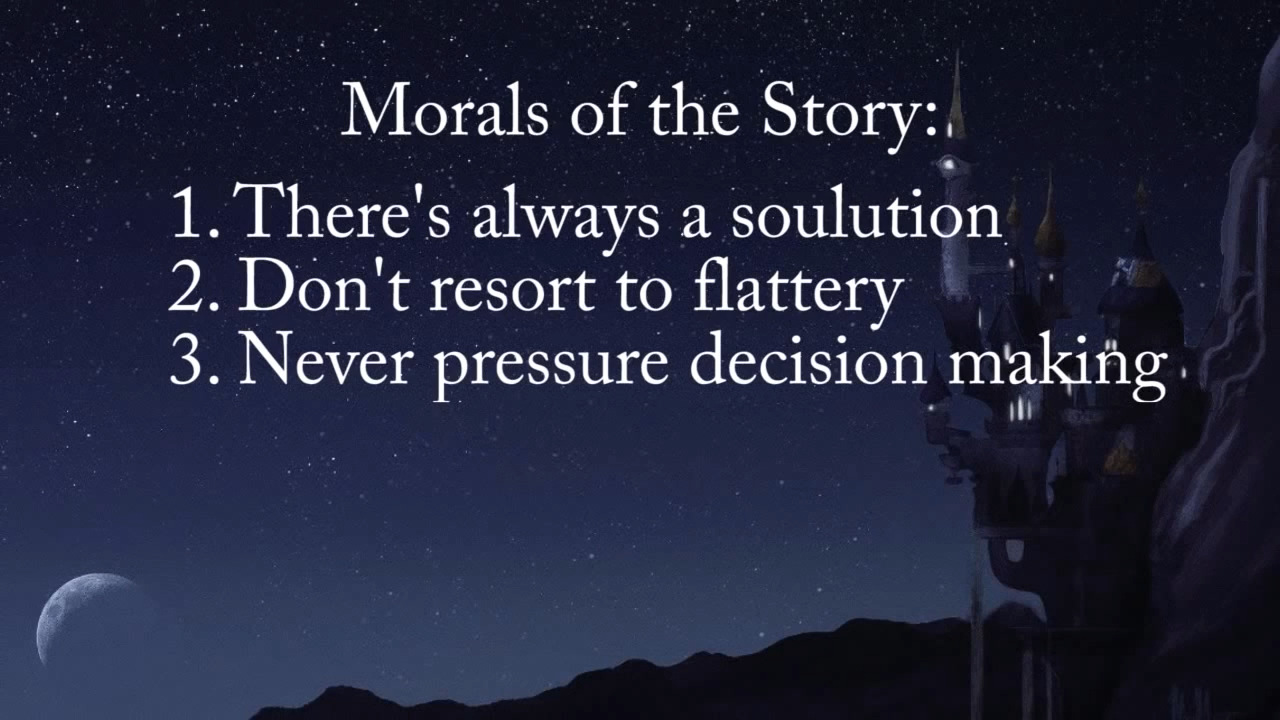 Morals of the Story:
1. There's always a soulution
2. Don't resort to flattery
3. Never pressure decision making